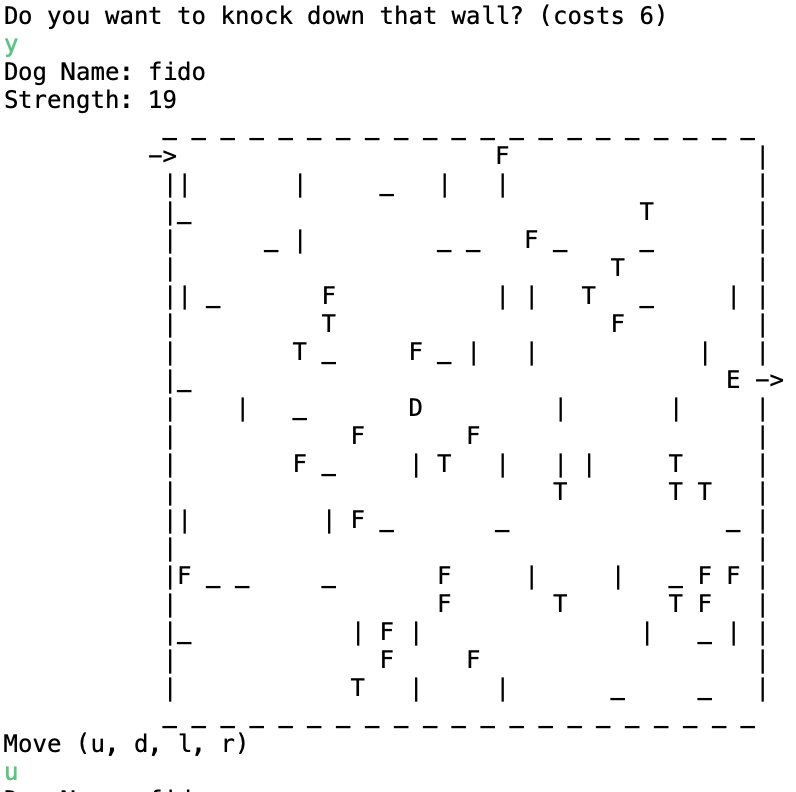 Do you want to knock down that wall? (costs 6)
y
Dog Name: fido
Strength: 19
           _ _ _ _ _ _ _ _ _ _ _ _ _ _ _ _ _ _ _ _ _
          ->                      F                 |
           ||       |     _   |   |                 |
           |_                               T       |
           |      _ |         _ _   F _     _       |
           |                              T         |
           || _       F           | |   T   _     | |
           |          T                   F         |
           |        T _     F _ |   |           |   |
           |_                                     E ->
           |    |   _       D         |       |     |
           |            F       F                   |
           |        F _     | T   |   | |     T     |
           |                          T       T T   |
           ||         | F _       _               _ |
           |                                        |
           |F _ _     _       F     |     |   _ F F |
           |                  F       T       T F   |
           |_           | F |               |   _ | |
           |              F     F                   |
           |            T   |     |       _     _   |
           _ _ _ _ _ _ _ _ _ _ _ _ _ _ _ _ _ _ _ _ _
Move (u, d, l, r)
u